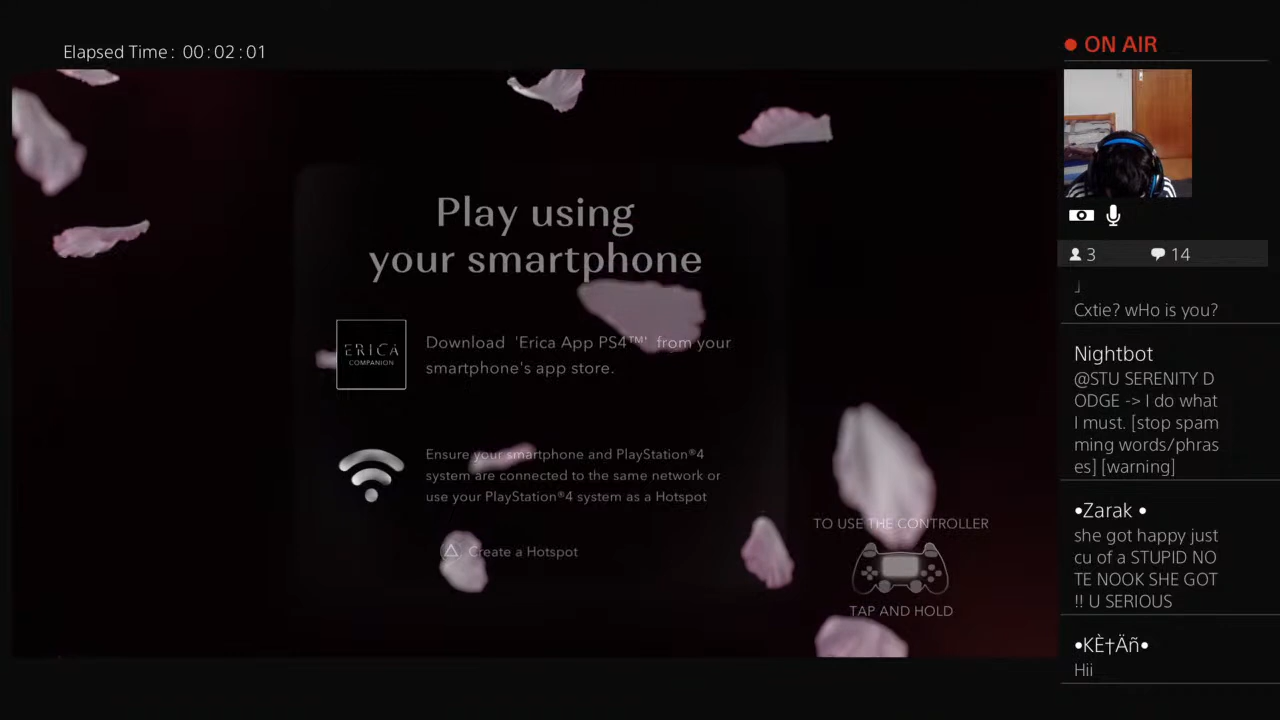 Elapsed Time: 00:02:01
ON AIR
3
14
Cxtie? wHo is you?
Nightbot
@STU SERENITY D
ODGE -> I do what
I must. [stop spam
ming words/phras
es] [warning]
•Zarak •
she got happy just
cu of a STUPID NO
TE NOOK SHE GOT
!! U SERIOUS
•KÈ†Äñ•
Hii
Play using
your smartphone
ERICA
COMPANION
Download 'Erica App PS4™' from your
smartphone's app store.
Ensure your smartphone and PlayStation®4
system are connected to the same network or
use your PlayStation®4 system as a Hotspot
Create a Hotspot
TO USE THE CONTROLLER
TAP AND HOLD